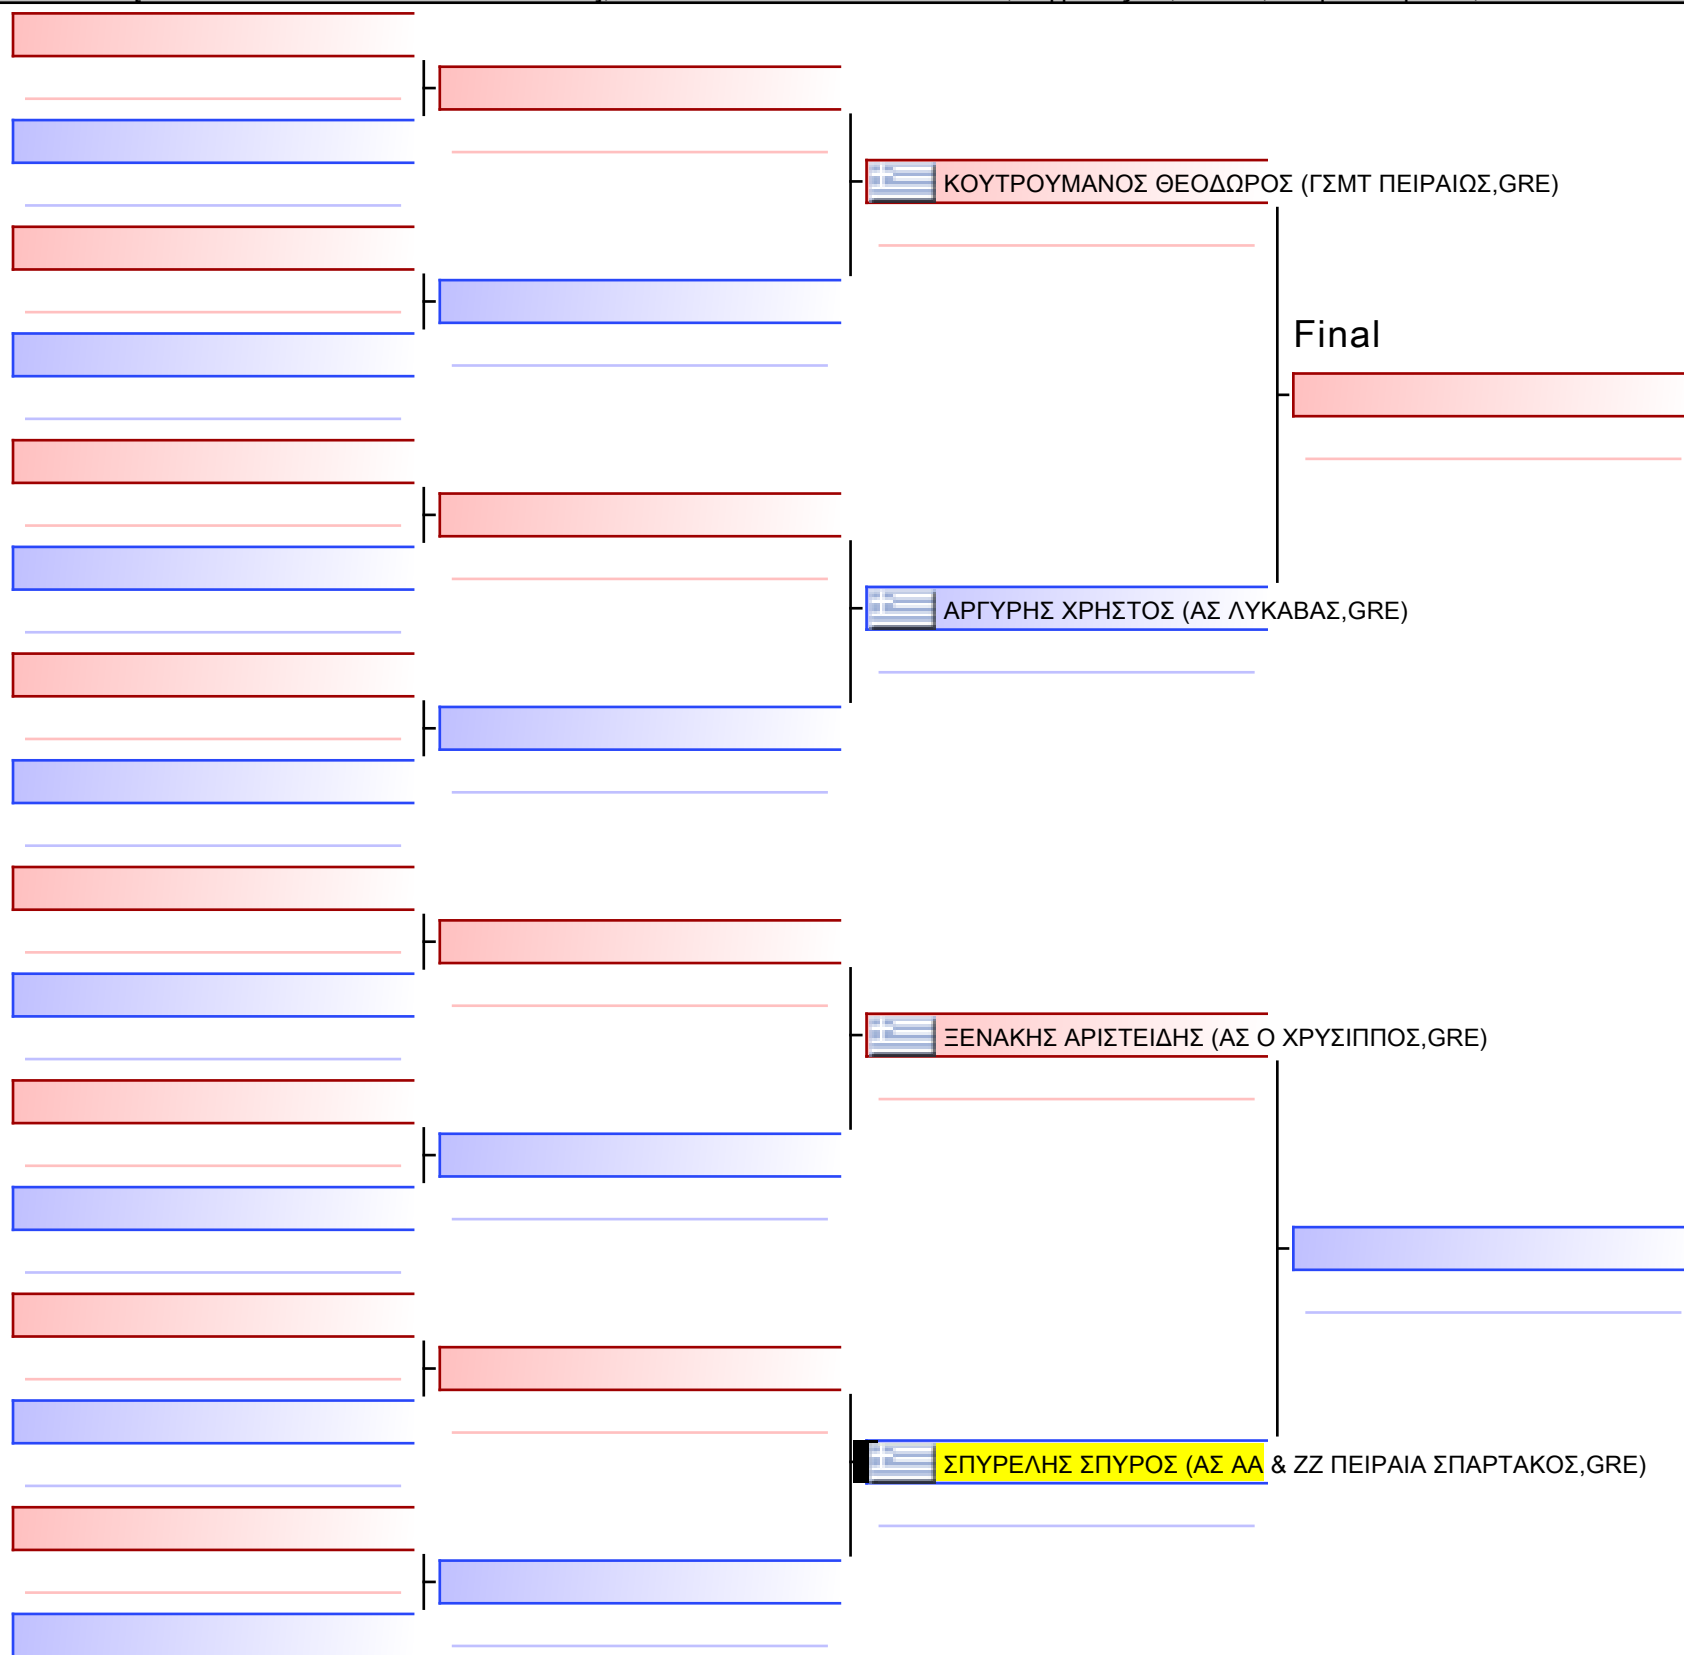 ΚΟΥΤΡΟΥΜΑΝΟΣ ΘΕΟΔΩΡΟΣ (ΓΣΜΤ ΠΕΙΡΑΙΩΣ,GRE)
Final
ΑΡΓΥΡΗΣ ΧΡΗΣΤΟΣ (ΑΣ ΛΥΚΑΒΑΣ,GRE)
ΞΕΝΑΚΗΣ ΑΡΙΣΤΕΙΔΗΣ (ΑΣ Ο ΧΡΥΣΙΠΠΟΣ,GRE)
ΣΠΥΡΕΛΗΣ ΣΠΥΡΟΣ (ΑΣ ΑΑ & ΖΖ ΠΕΙΡΑΙΑ ΣΠΑΡΤΑΚΟΣ,GRE)